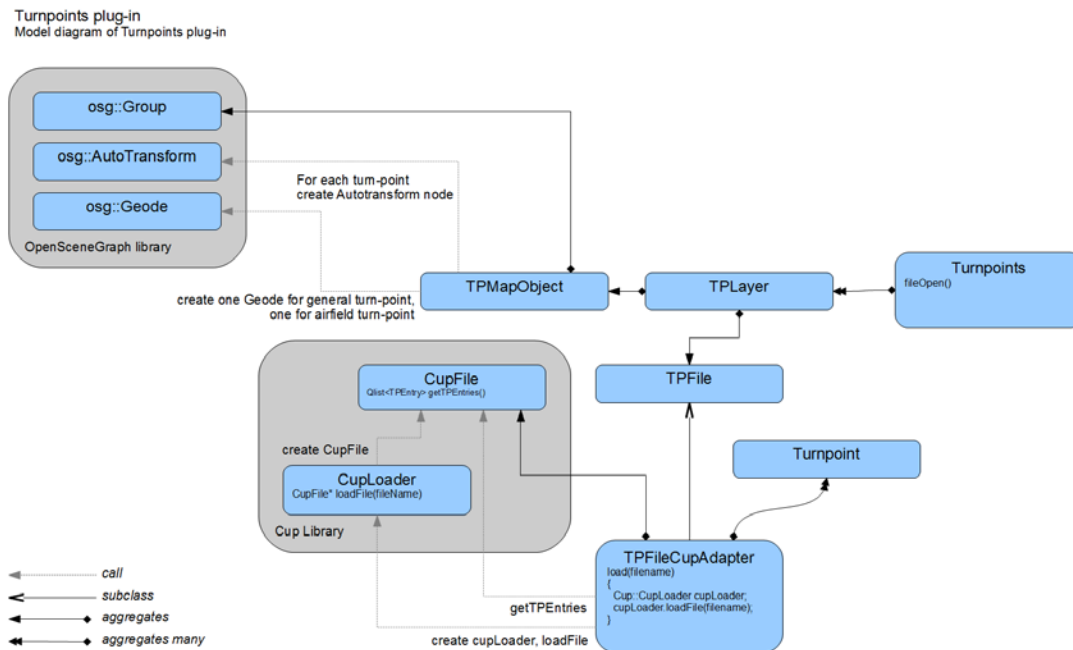 Turnpoints plug-in
Model diagram of Turnpoints plug-in
osg::Group
osg::AutoTransform
osg::Geode
OpenSceneGraph library
For each turn-point
create Autotransform node
create one Geode for general turn-point,
one for airfield turn-point
TPMapObject
TPLayer
Turnpoints
fileOpen()
CupFile
Qlist<TPEntry> getTPEntries()
create CupFile
CupLoader
CupFile* loadFile(fileName)
Cup Library
TPFile
Turnpoint
TPFileCupAdapter
load(filename)
{
Cup::CupLoader cupLoader;
cupLoader.loadFile(filename);
}
getTPEntries
create cupLoader, loadFile
call
subclass
aggregates
aggregates many